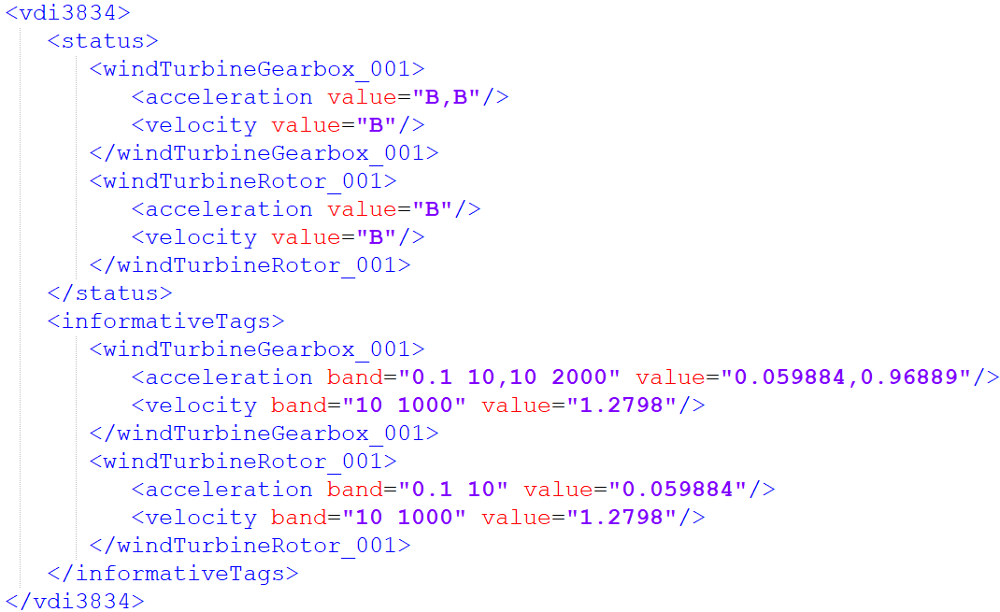 <vdi3834>
<status>
<windTurbineGearbox_001>
<acceleration value="B,B"/>
<velocity value="B"/>
</windTurbineGearbox_001>
<windTurbineRotor_001>
<acceleration value="B"/>
<velocity value="B"/>
</windTurbineRotor_001>
</status>
<informativeTags>
<windTurbineGearbox_001>
<acceleration band="0.1 10,10 2000" value="0.059884,0.96889"/>
<velocity band="10 1000" value="1.2798"/>
</windTurbineGearbox_001>
<windTurbineRotor_001>
<acceleration band="0.1 10" value="0.059884"/>
<velocity band="10 1000" value="1.2798"/>
</windTurbineRotor_001>
</informativeTags>
</vdi3834>